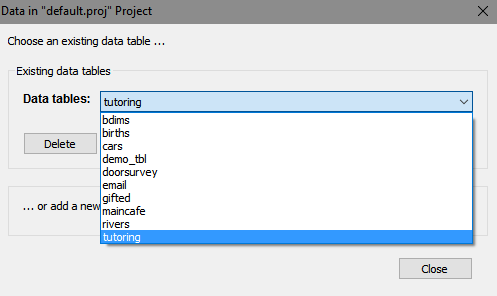 Data in "default.proj" Project
Choose an existing data table ...
Existing data tables
Data tables: tutoring
bdims
births
cars
demo_tbl
doorsurvey
email
gifted
maincafe
rivers
tutoring
Delete
... or add a new
Close